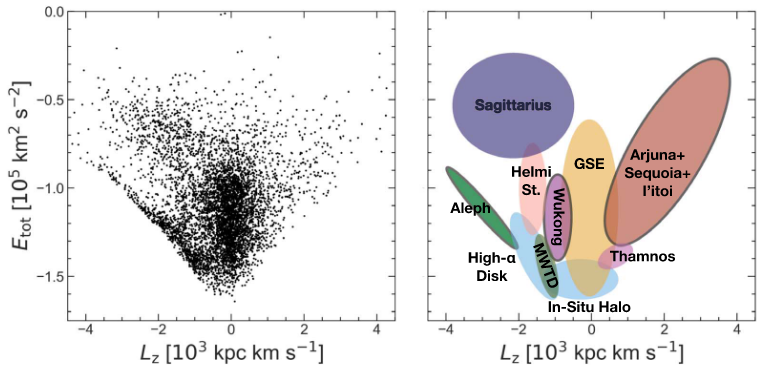 0.0
−0.5
−1.0
−1.5
E_tot [10^5 km^2 s^−2]
−4 −2 0 2 4
L_z [10^3 kpc km s^−1]
Sagittarius
GSE
Arjuna+
Sequoia+
I'itoi
Helmi
St.
Wukong
Aleph
High-α
Disk
MWTD
Thamnos
In-Situ Halo
−4 −2 0 2 4
L_z [10^3 kpc km s^−1]